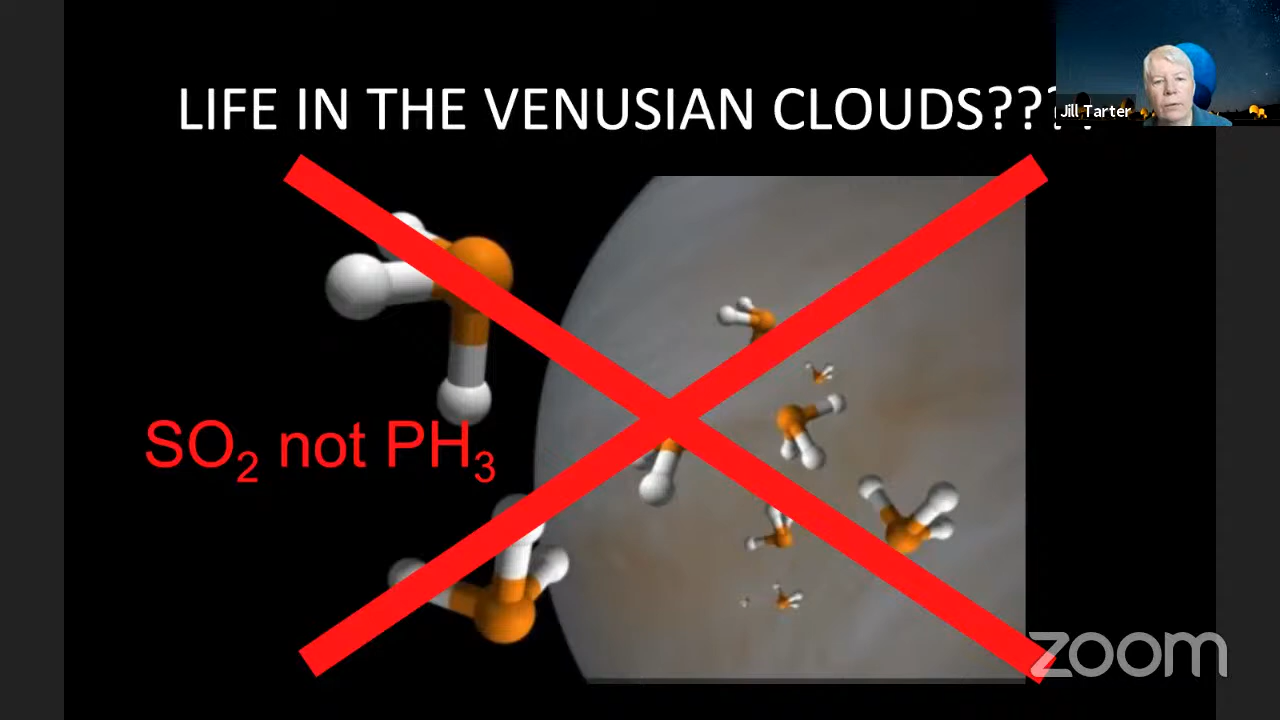 LIFE IN THE VENUSIAN CLOUDS???
Jill Tarter
SO₂ not PH₃
zoom